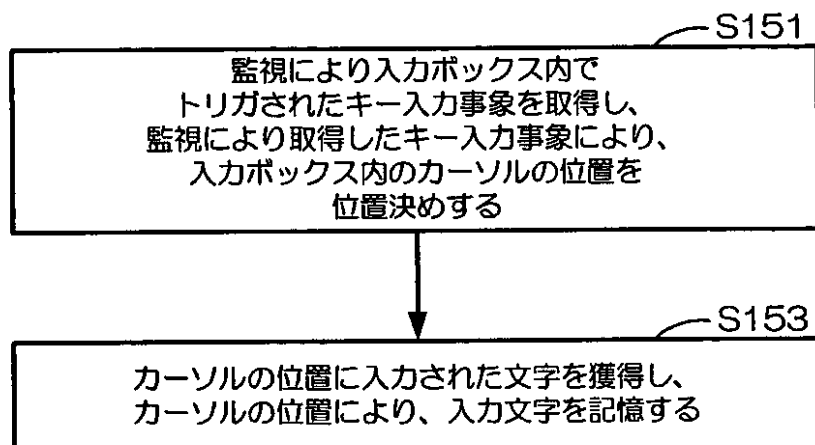 S151
監視により入力ボックス内で
トリガされたキー入力事象を取得し、
監視により取得したキー入力事象により、
入力ボックス内のカーソルの位置を
位置決めする
S153
カーソルの位置に入力された文字を獲得し、
カーソルの位置により、入力文字を記憶する